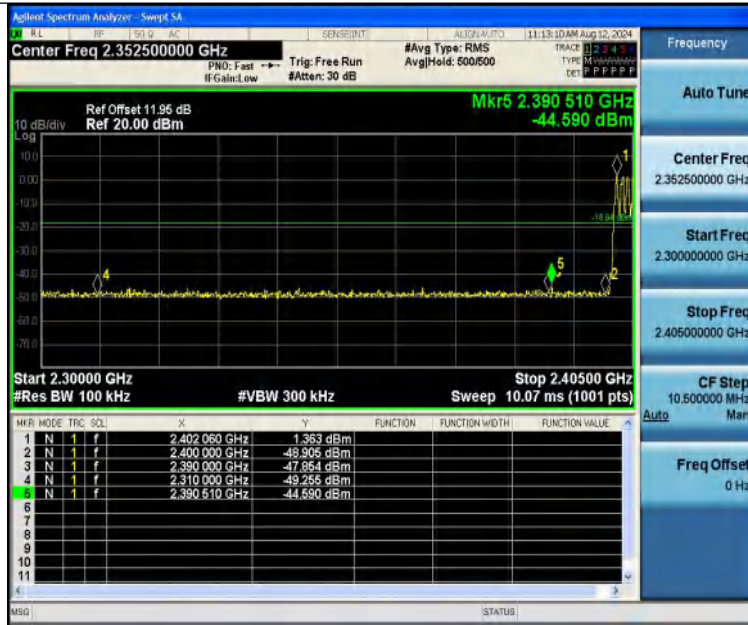 Agilent Spectrum Analyzer - Swept SA
RL RF 50 Ω AC SENSE:INT ALIGN AUTO 11:13:10 AM Aug 12, 2024
Center Freq 2.352500000 GHz
PNO: Fast
IFGain:Low
Trig: Free Run
#Atten: 30 dB
#Avg Type: RMS
Avg|Hold: 500/500
TRACE 1 2 3 4 5
TYPE M
DET P P P P P P
Ref Offset 11.95 dB
Ref 20.00 dBm
10 dB/div
Log
Mkr5 2.390 510 GHz
-44.590 dBm
10.0
0.00
-10.0
-20.0
-30.0
-40.0
-50.0
-60.0
-70.0
1
4
5
2
Start 2.30000 GHz
Stop 2.40500 GHz
#Res BW 100 kHz
#VBW 300 kHz
Sweep 10.07 ms (1001 pts)
MKR MODE TRC SCL X Y FUNCTION FUNCTION WIDTH FUNCTION VALUE
1 N 1 f 2.402 060 GHz 1.363 dBm
2 N 1 f 2.400 000 GHz -48.905 dBm
3 N 1 f 2.390 000 GHz -47.854 dBm
4 N 1 f 2.310 000 GHz -49.255 dBm
5 N 1 f 2.390 510 GHz -44.590 dBm
6
7
8
9
10
11
MSG STATUS
Frequency
Auto Tune
Center Freq
2.352500000 GHz
Start Freq
2.300000000 GHz
Stop Freq
2.405000000 GHz
CF Step
10.500000 MHz
Auto Man
Freq Offset
0 Hz